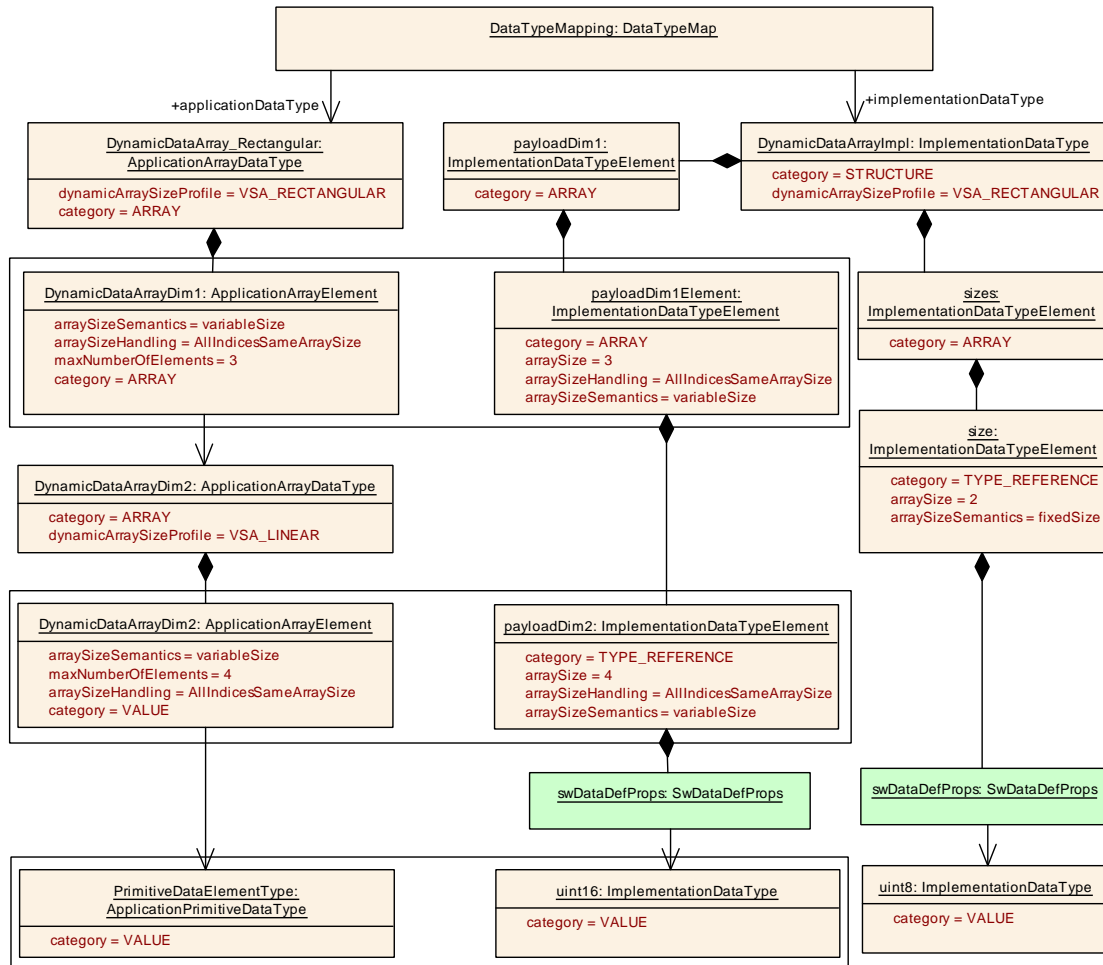 DataTypeMapping: DataTypeMap
+applicationDataType
+implementationDataType
DynamicDataArray_Rectangular:
ApplicationArrayDataType
dynamicArraySizeProfile = VSA_RECTANGULAR
category = ARRAY
payloadDim1:
ImplementationDataTypeElement
category = ARRAY
DynamicDataArrayImpl: ImplementationDataType
category = STRUCTURE
dynamicArraySizeProfile = VSA_RECTANGULAR
DynamicDataArrayDim1: ApplicationArrayElement
arraySizeSemantics = variableSize
arraySizeHandling = AllIndicesSameArraySize
maxNumberOfElements = 3
category = ARRAY
payloadDim1Element:
ImplementationDataTypeElement
category = ARRAY
arraySize = 3
arraySizeHandling = AllIndicesSameArraySize
arraySizeSemantics = variableSize
sizes:
ImplementationDataTypeElement
category = ARRAY
size:
ImplementationDataTypeElement
category = TYPE_REFERENCE
arraySize = 2
arraySizeSemantics = fixedSize
DynamicDataArrayDim2: ApplicationArrayDataType
category = ARRAY
dynamicArraySizeProfile = VSA_LINEAR
DynamicDataArrayDim2: ApplicationArrayElement
arraySizeSemantics = variableSize
maxNumberOfElements = 4
arraySizeHandling = AllIndicesSameArraySize
category = VALUE
payloadDim2: ImplementationDataTypeElement
category = TYPE_REFERENCE
arraySize = 4
arraySizeHandling = AllIndicesSameArraySize
arraySizeSemantics = variableSize
swDataDefProps: SwDataDefProps
swDataDefProps: SwDataDefProps
PrimitiveDataElementType:
ApplicationPrimitiveDataType
category = VALUE
uint16: ImplementationDataType
category = VALUE
uint8: ImplementationDataType
category = VALUE